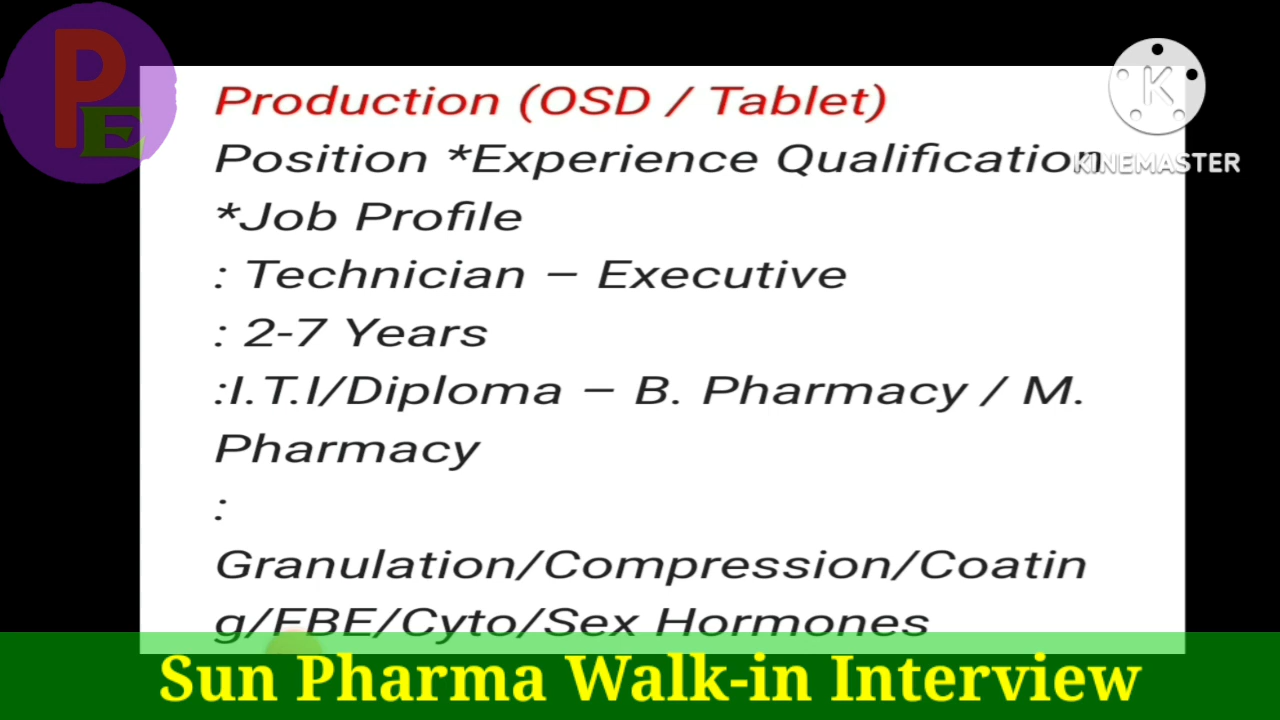 PE
KINEMASTER
Production (OSD / Tablet)
Position *Experience Qualification
*Job Profile
: Technician – Executive
: 2-7 Years
:I.T.I/Diploma – B. Pharmacy / M.
Pharmacy
:
Granulation/Compression/Coatin
g/FBE/Cyto/Sex Hormones
Sun Pharma Walk-in Interview